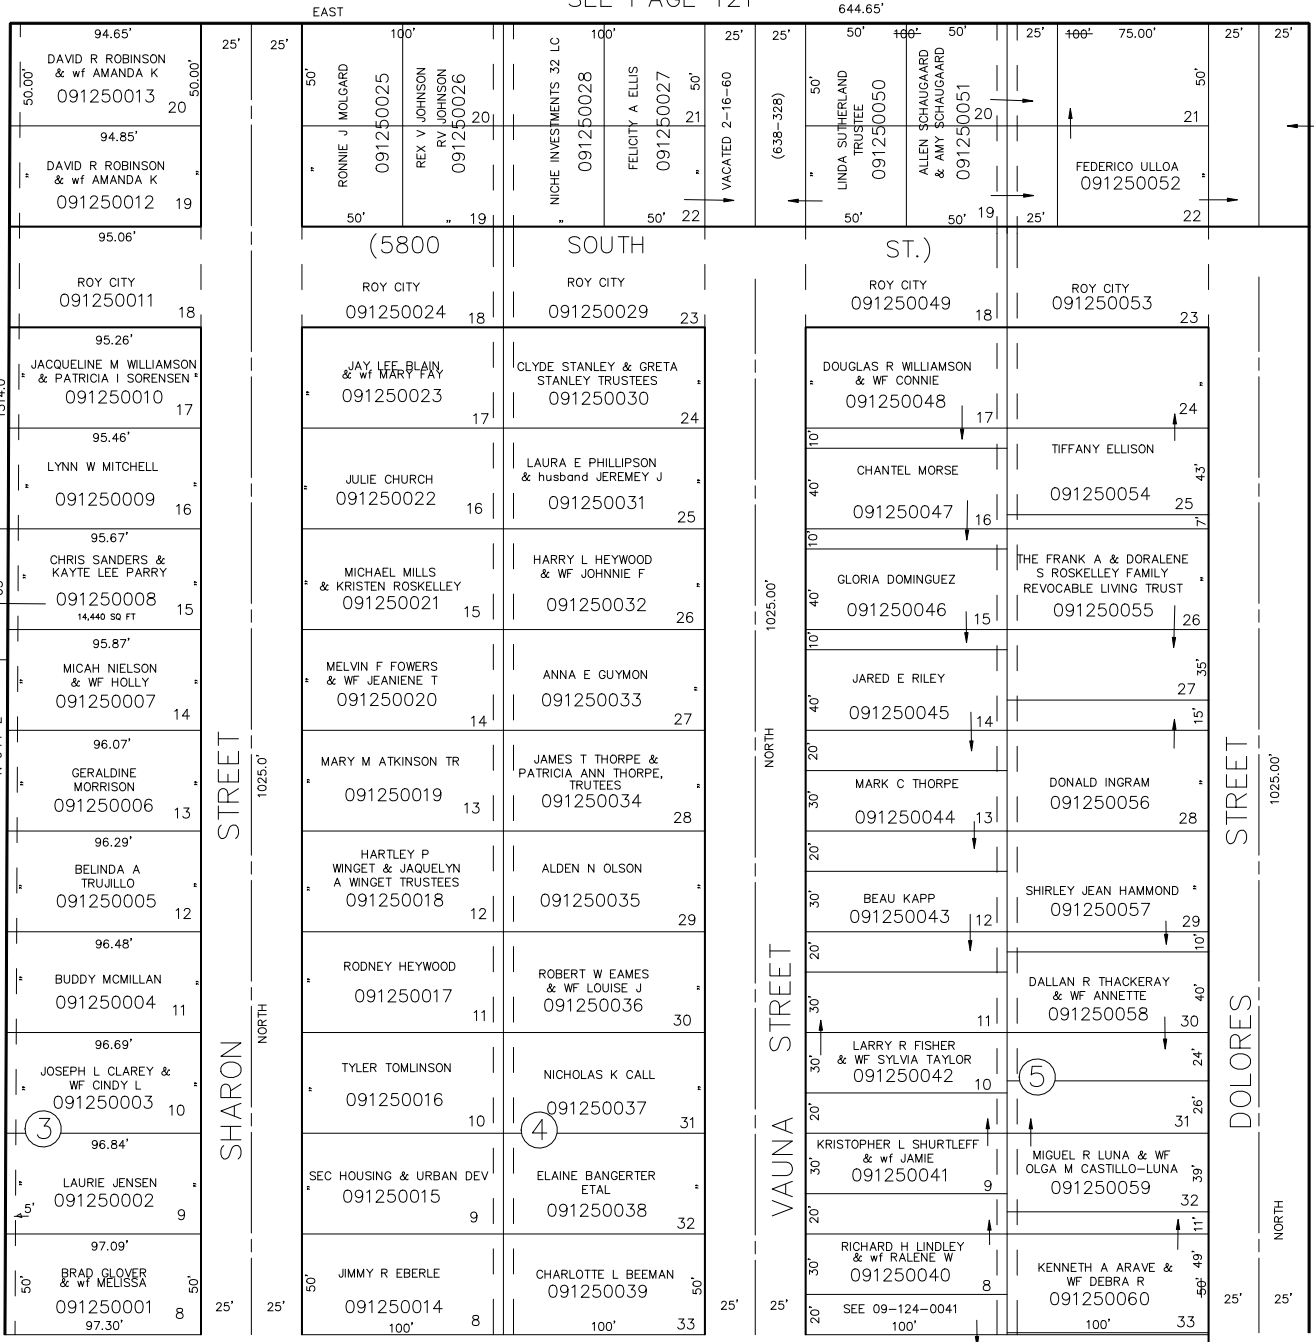 SEE PAGE 121
EAST
644.65'
94.65'
DAVID R ROBINSON
& wf AMANDA K
091250013
20
50.00'
50.00'
94.85'
DAVID R ROBINSON
& wf AMANDA K
091250012
19
95.06'
ROY CITY
091250011
18
95.26'
JACQUELINE M WILLIAMSON
& PATRICIA I SORENSEN
091250010
17
95.46'
LYNN W MITCHELL
091250009
16
95.67'
CHRIS SANDERS &
KAYTE LEE PARRY
091250008
15
14,440 SQ FT
95.87'
MICAH NIELSON
& WF HOLLY
091250007
14
96.07'
GERALDINE
MORRISON
091250006
13
96.29'
BELINDA A
TRUJILLO
091250005
12
96.48'
BUDDY MCMILLAN
091250004
11
96.69'
JOSEPH L CLAREY &
WF CINDY L
091250003
10
3
96.84'
LAURIE JENSEN
091250002
9
5'
97.09'
BRAD GLOVER
& wf MELISSA
091250001
8
50'
50'
97.30'
25'
25'
SHARON STREET
1025.0'
NORTH
25'
25'
100'
50'
RONNIE J MOLGARD
091250025
REX V JOHNSON
RV JOHNSON
091250026
20
50'
"
19
(5800 SOUTH ST.)
ROY CITY
091250024
18
JAY LEE BLAIN
& wf MARY FAY
091250023
17
JULIE CHURCH
091250022
16
MICHAEL MILLS
& KRISTEN ROSKELLEY
091250021
15
MELVIN F FOWERS
& WF JEANIENE T
091250020
14
MARY M ATKINSON TR
091250019
13
HARTLEY P
WINGET & JAQUELYN
A WINGET TRUSTEES
091250018
12
RODNEY HEYWOOD
091250017
11
TYLER TOMLINSON
091250016
10
SEC HOUSING & URBAN DEV
091250015
9
50'
JIMMY R EBERLE
091250014
8
100'
100'
NICHE INVESTMENTS 32 LC
091250028
FELICITY A ELLIS
091250027
50'
21
"
50'
22
ROY CITY
091250029
23
CLYDE STANLEY & GRETA
STANLEY TRUSTEES
091250030
24
LAURA E PHILLIPSON
& husband JEREMEY J
091250031
25
HARRY L HEYWOOD
& WF JOHNNIE F
091250032
26
ANNA E GUYMON
091250033
27
JAMES T THORPE &
PATRICIA ANN THORPE,
TRUTEES
091250034
28
ALDEN N OLSON
091250035
29
ROBERT W EAMES
& WF LOUISE J
091250036
30
NICHOLAS K CALL
091250037
31
4
ELAINE BANGERTER
ETAL
091250038
32
CHARLOTTE L BEEMAN
091250039
50'
33
100'
25'
25'
VACATED 2-16-60
(638-328)
1025.00'
NORTH
VAUNA STREET
25'
25'
50'
100'
50'
50'
LINDA SUTHERLAND
TRUSTEE
091250050
ALLEN SCHAUGAARD
& AMY SCHAUGAARD
091250051
20
50'
50'
19
ROY CITY
091250049
18
DOUGLAS R WILLIAMSON
& WF CONNIE
091250048
17
10'
CHANTEL MORSE
40'
091250047
16
10'
GLORIA DOMINGUEZ
40'
091250046
15
10'
JARED E RILEY
40'
091250045
14
20'
MARK C THORPE
30'
091250044
13
20'
BEAU KAPP
30'
091250043
12
20'
30'
11
LARRY R FISHER
& WF SYLVIA TAYLOR
30'
091250042
10
20'
KRISTOPHER L SHURTLEFF
& wf JAMIE
30'
091250041
9
20'
RICHARD H LINDLEY
& wf RALENE W
30'
091250040
8
20'
SEE 09-124-0041
100'
25'
100'
75.00'
50'
21
FEDERICO ULLOA
091250052
"
25'
22
ROY CITY
091250053
23
24
TIFFANY ELLISON
43'
091250054
25
7'
THE FRANK A & DORALENE
S ROSKELLEY FAMILY
REVOCABLE LIVING TRUST
091250055
26
35'
27
15'
DONALD INGRAM
091250056
28
SHIRLEY JEAN HAMMOND
091250057
29
10'
DALLAN R THACKERAY
& WF ANNETTE
40'
091250058
30
24'
5
26'
31
MIGUEL R LUNA & WF
OLGA M CASTILLO-LUNA
39'
091250059
32
11'
KENNETH A ARAVE &
WF DEBRA R
49'
50'
091250060
33
100'
25'
25'
DOLORES STREET
1025.00'
NORTH
25'
25'